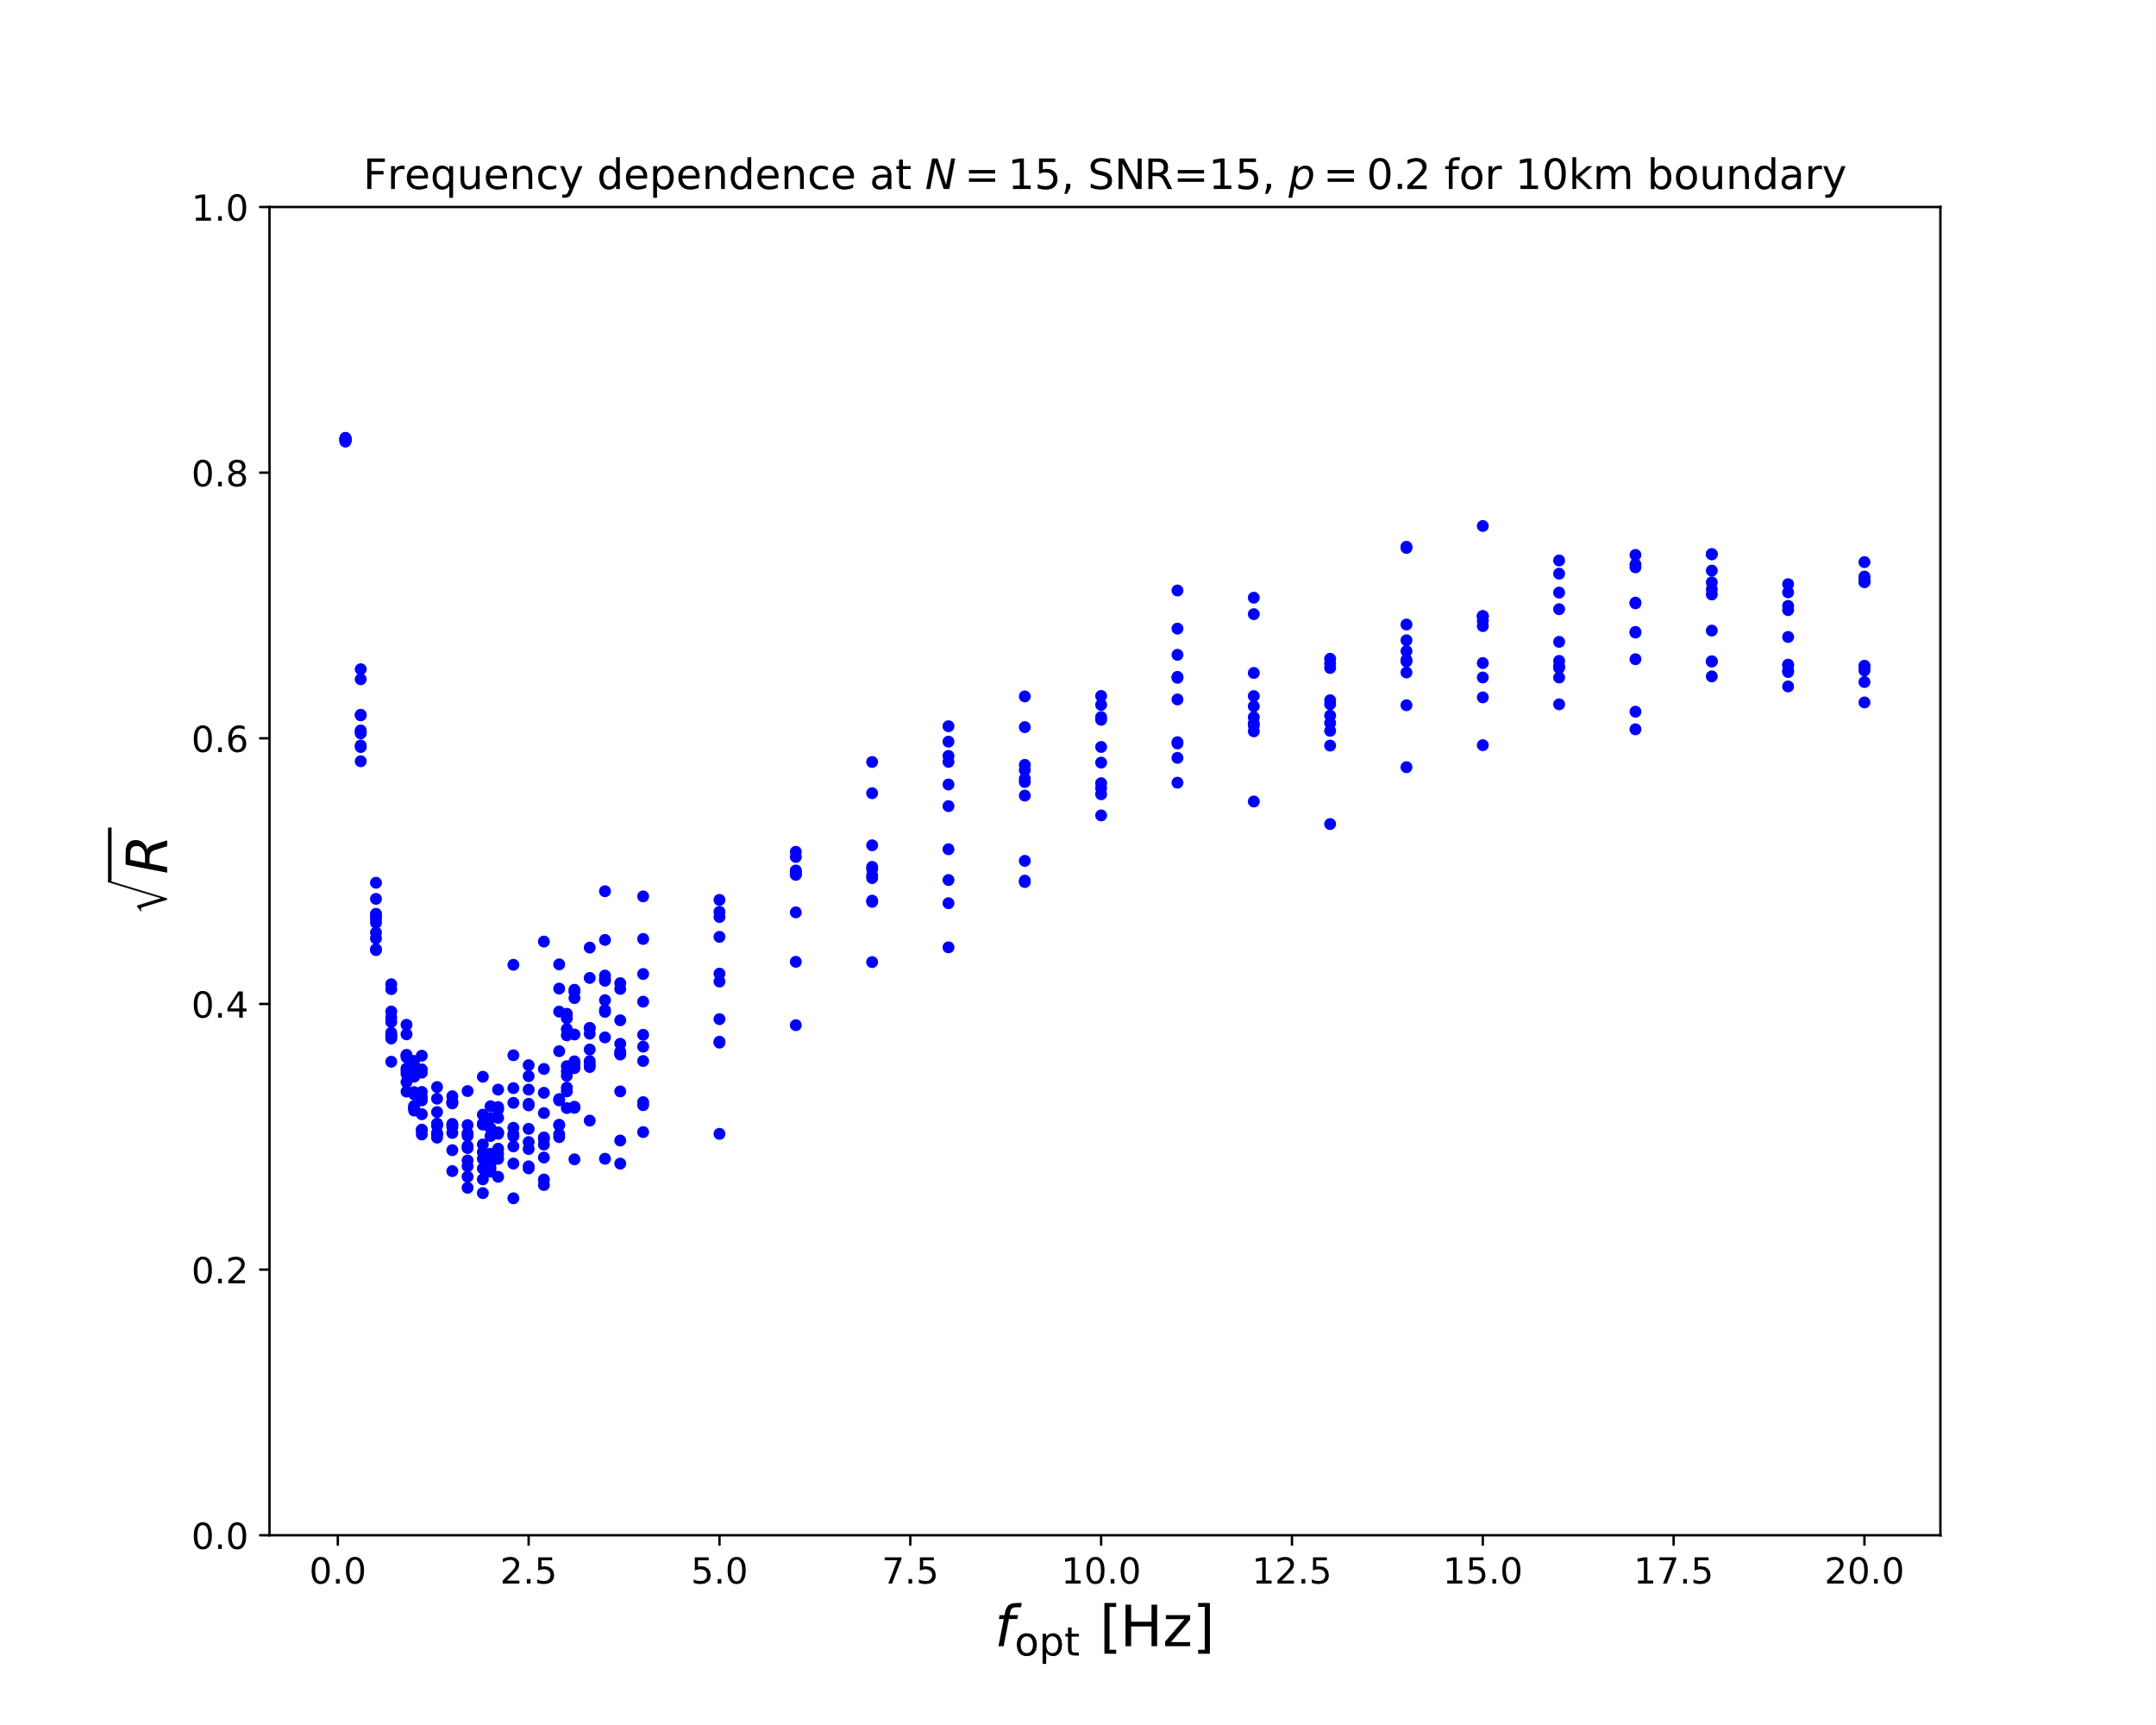 Frequency dependence at N = 15, SNR=15, p = 0.2 for 10km boundary
1.0
0.8
0.6
0.4
0.2
0.0
√R
0.0 2.5 5.0 7.5 10.0 12.5 15.0 17.5 20.0
f_opt [Hz]